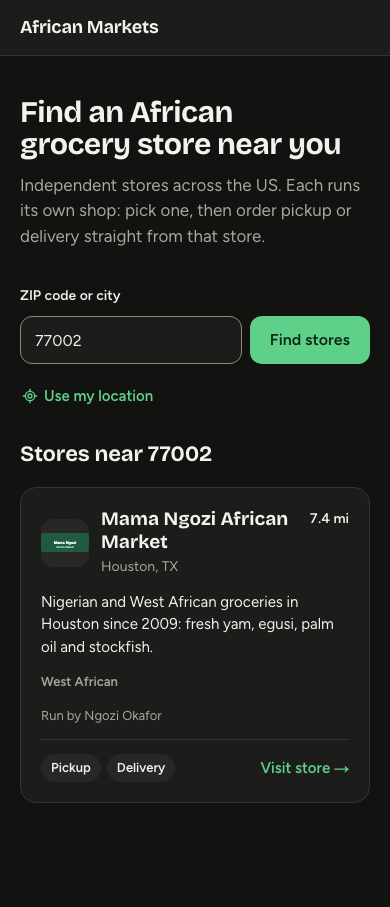 African Markets
Find an African
grocery store near you
Independent stores across the US. Each runs
its own shop: pick one, then order pickup or
delivery straight from that store.
ZIP code or city
77002
Find stores
Use my location
Stores near 77002
Mama Ngozi
Mama Ngozi African
Market
7.4 mi
Houston, TX
Nigerian and West African groceries in
Houston since 2009: fresh yam, egusi, palm
oil and stockfish.
West African
Run by Ngozi Okafor
Pickup
Delivery
Visit store →